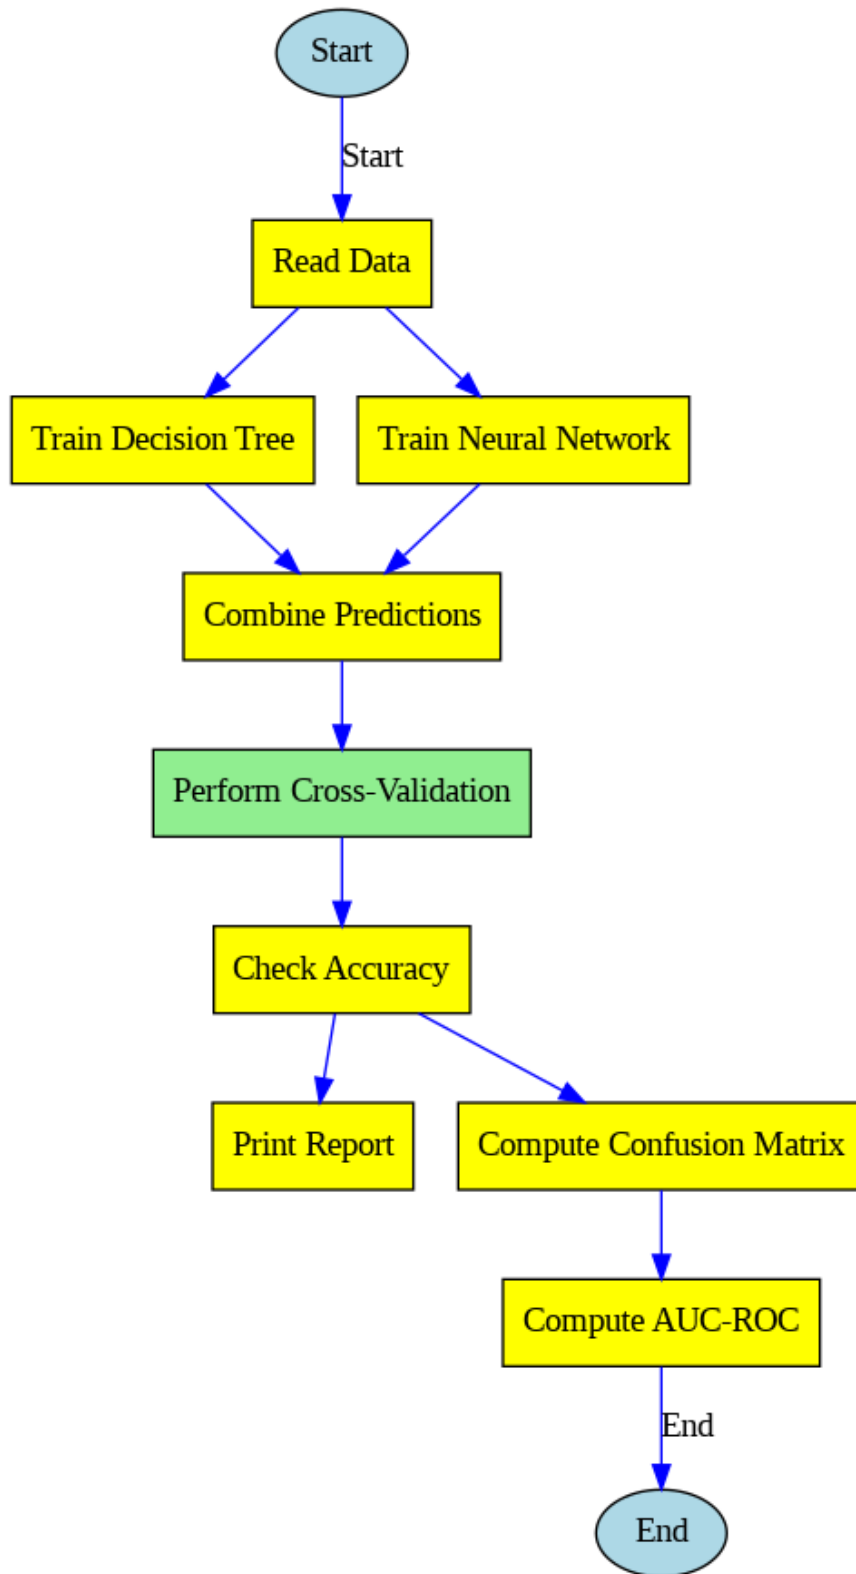 Start
Start
Read Data
Train Decision Tree
Train Neural Network
Combine Predictions
Perform Cross-Validation
Check Accuracy
Print Report
Compute Confusion Matrix
Compute AUC-ROC
End
End